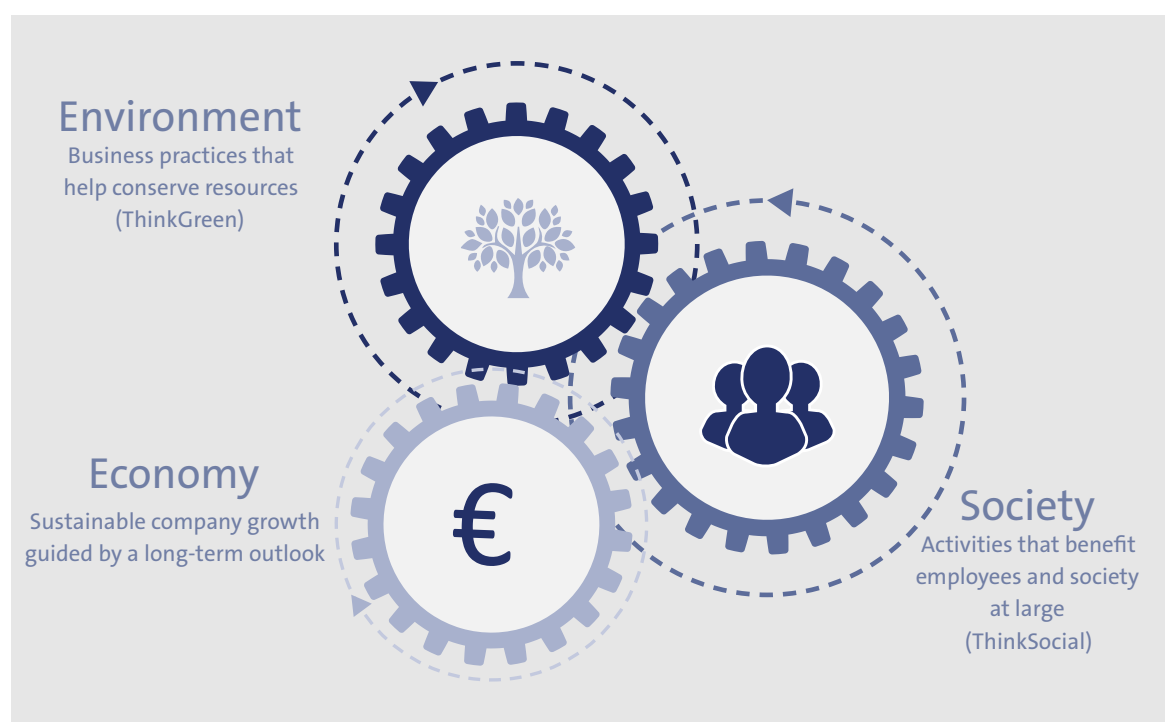 Environment
Business practices that
help conserve resources
(ThinkGreen)
Economy
Sustainable company growth
guided by a long-term outlook
€
Society
Activities that benefit
employees and society
at large
(ThinkSocial)